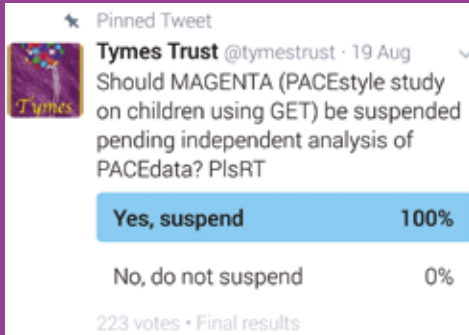 Pinned Tweet
Tymes Trust @tymestrust · 19 Aug
Tymes
Should MAGENTA (PACEstyle study
on children using GET) be suspended
pending independent analysis of
PACEdata? PlsRT
Yes, suspend 100%
No, do not suspend 0%
223 votes • Final results